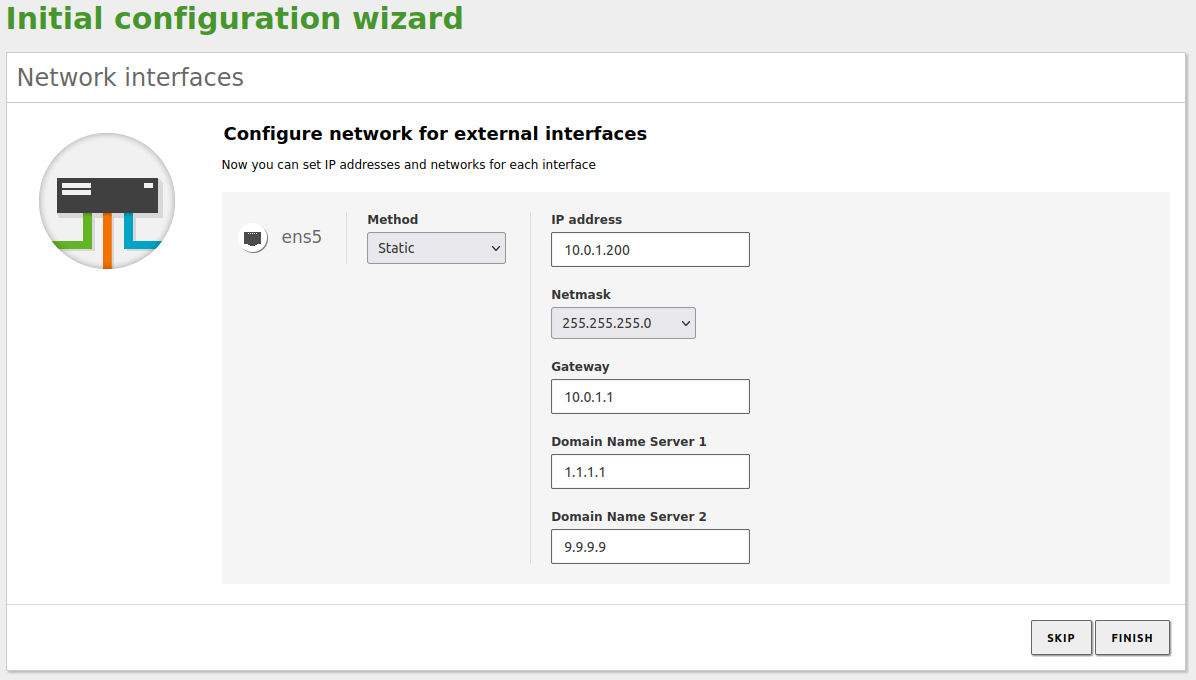 Initial configuration wizard
Network interfaces
Configure network for external interfaces
Now you can set IP addresses and networks for each interface
ens5
Method
Static
IP address
10.0.1.200
Netmask
255.255.255.0
Gateway
10.0.1.1
Domain Name Server 1
1.1.1.1
Domain Name Server 2
9.9.9.9
SKIP
FINISH